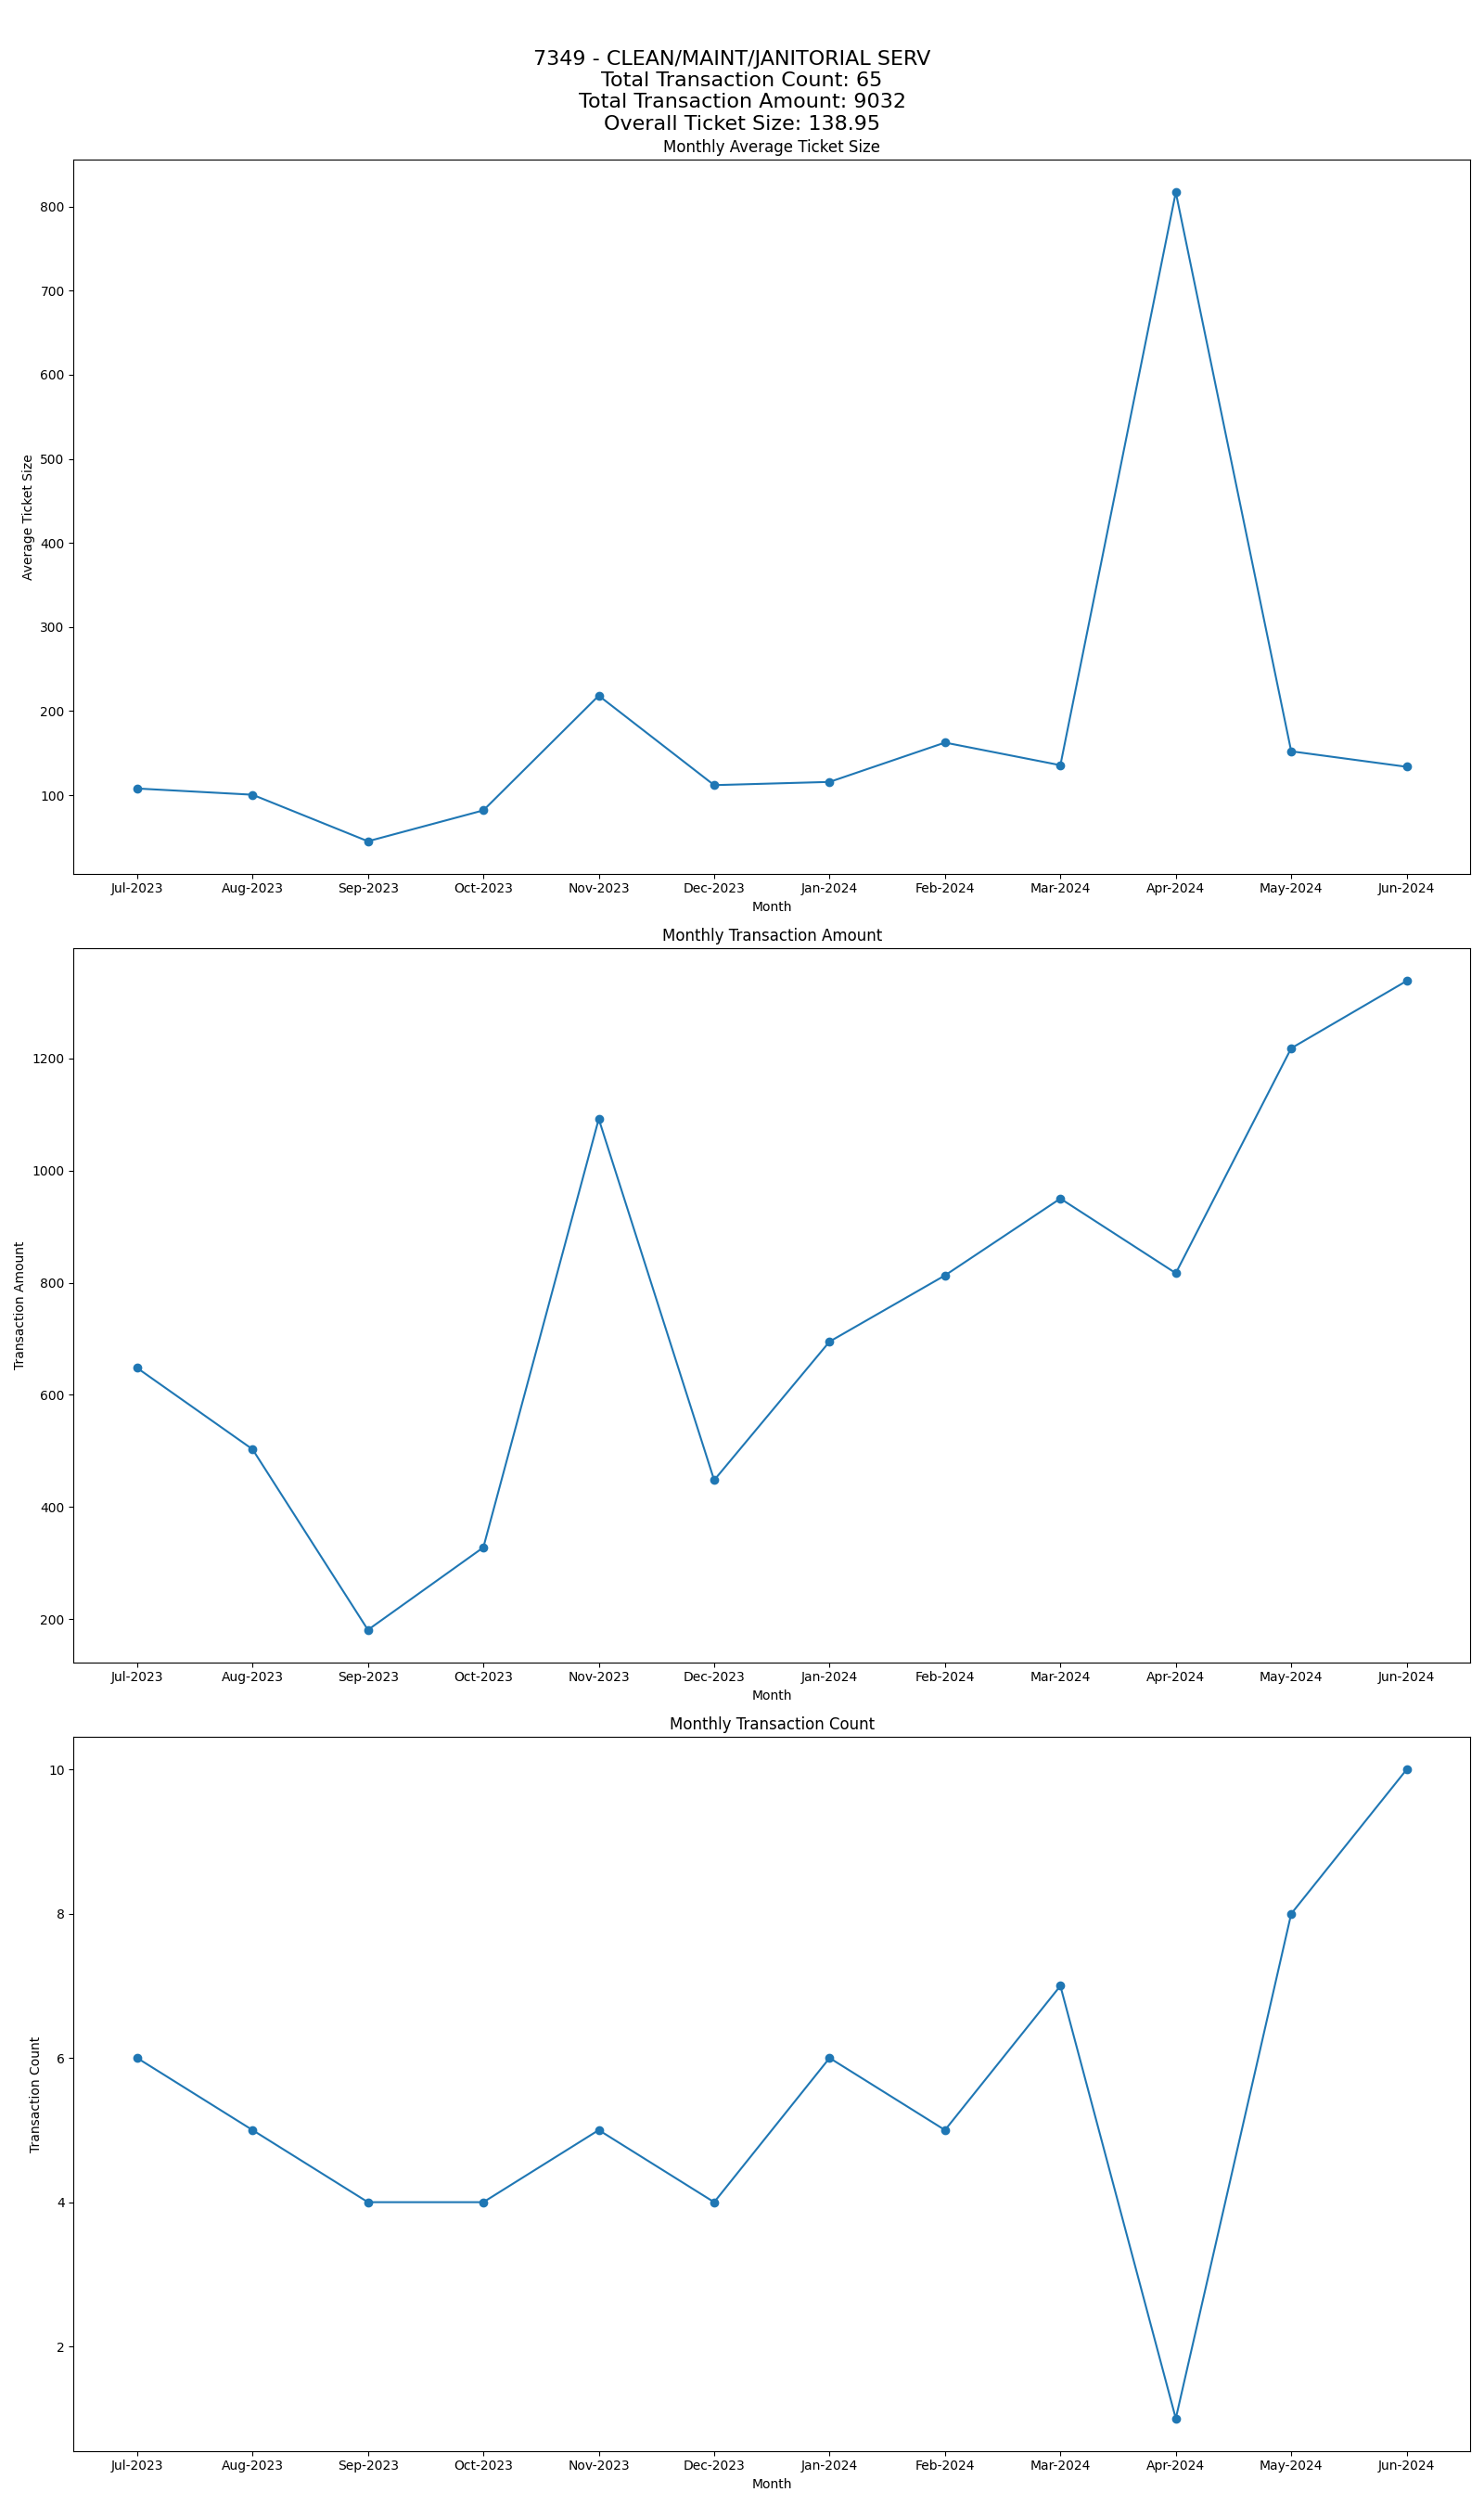 7349 - CLEAN/MAINT/JANITORIAL SERV
Total Transaction Count: 65
Total Transaction Amount: 9032
Overall Ticket Size: 138.95
Monthly Average Ticket Size
800
700
600
500
400
300
200
100
Average Ticket Size
Jul-2023 Aug-2023 Sep-2023 Oct-2023 Nov-2023 Dec-2023 Jan-2024 Feb-2024 Mar-2024 Apr-2024 May-2024 Jun-2024
Month
Monthly Transaction Amount
1200
1000
800
600
400
200
Transaction Amount
Jul-2023 Aug-2023 Sep-2023 Oct-2023 Nov-2023 Dec-2023 Jan-2024 Feb-2024 Mar-2024 Apr-2024 May-2024 Jun-2024
Month
Monthly Transaction Count
10
8
6
4
2
Transaction Count
Jul-2023 Aug-2023 Sep-2023 Oct-2023 Nov-2023 Dec-2023 Jan-2024 Feb-2024 Mar-2024 Apr-2024 May-2024 Jun-2024
Month